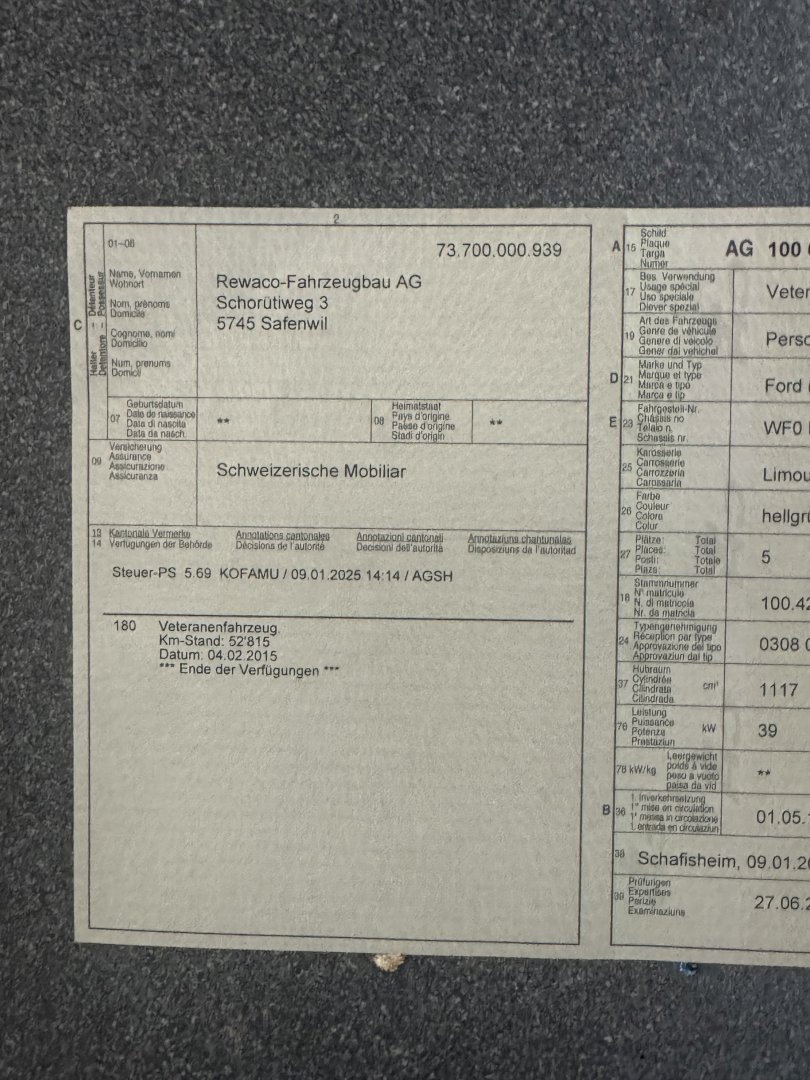 2
01-06
73.700.000.939
C
Halter - Détenteur
Detentore - Possessur
Name, Vornamen
Wohnort
Nom, prénoms
Domicile
Cognome, nomi
Domicilio
Num, prenums
Domicil
Rewaco-Fahrzeugbau AG
Schorütiweg 3
5745 Safenwil
07
Geburtsdatum
Date de naissance
Data di nascita
Data da nasch.
**
08
Heimatstaat
Pays d'origine
Paese d'origine
Stadi d'origin
**
09
Versicherung
Assurance
Assicurazione
Assicuranza
Schweizerische Mobiliar
13 Kantonale Vermerke Annotations cantonales Annotazioni cantonali Annotaziuns chantunalas
14 Verfügungen der Behörde Décisions de l'autorité Decisioni dell'autorità Disposiziuns da l'autoritad
Steuer-PS 5.69 KOFAMU / 09.01.2025 14:14 / AGSH
180 Veteranenfahrzeug.
Km-Stand: 52'815
Datum: 04.02.2015
*** Ende der Verfügungen ***
A
15
Schild
Plaque
Targa
Numer
AG 100
17
Bes. Verwendung
Usage spécial
Uso speciale
Diever spezial
Veter
19
Art des Fahrzeugs
Genre de véhicule
Genere di veicolo
Gener dal vehichel
Perso
D
21
Marke und Typ
Marque et type
Marca e tipo
Marca e tip
Ford
E
23
Fahrgestell-Nr.
Châssis no
Telaio n.
Schassis nr.
WF0
25
Karosserie
Carrosserie
Carrozzeria
Carossaria
Limou
26
Farbe
Couleur
Colore
Colur
hellgrü
27
Plätze: Total
Places: Total
Posti: Totale
Plazs: Total
5
18
Stammnummer
N° matricule
N. di matricola
Nr. da matricla
100.42
24
Typengenehmigung
Réception par type
Approvazione del tipo
Approvaziun dal tip
0308
37
Hubraum
Cylindrée
Cilindrata
Cilindrada
cm³
1117
76
Leistung
Puissance
Potenza
Prestaziun
kW
39
78 kW/kg
Leergewicht
poids à vide
peso a vuoto
paisa da vid
**
B
36
1. Inverkehrsetzung
1re mise en circulation
1a messa in circolazione
1. entrada en circulaziun
01.05.
38
Schafisheim, 09.01.20
39
Prüfungen
Expertises
Perizie
Examinaziuns
27.06.2